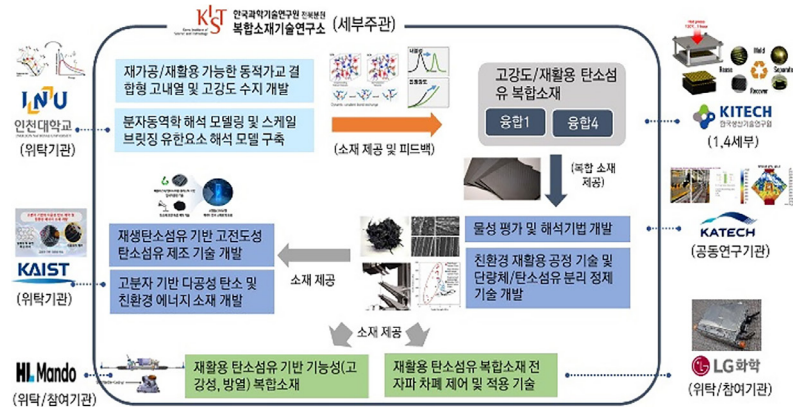 KIST 한국과학기술연구원 전북분원
복합소재기술연구소 (세부주관)
재가공/재활용 가능한 동적가교 결
합형 고내열 및 고강도 수지 개발
분자동역학 해석 모델링 및 스케일
브릿징 유한요소 해석 모델 구축
(소재 제공 및 피드백)
고강도/재활용 탄소섬
유 복합소재
융합1
융합4
INU
인천대학교
(위탁기관)
Mold
Reuse
Separate
Recover
KITECH
한국생산기술연구원
(1,4세부)
(복합 소재
제공)
물성 평가 및 해석기법 개발
친환경 재활용 공정 기술 및
단량체/탄소섬유 분리 정제
기술 개발
KATECH
(공동연구기관)
재생탄소섬유 기반 고전도성
탄소섬유 제조 기술 개발
고분자 기반 다공성 탄소 및
친환경 에너지 소재 개발
소재 제공
KAIST
(위탁기관)
소재 제공
HL Mando
(위탁/참여기관)
재활용 탄소섬유 기반 기능성(고
강성, 방열) 복합소재
재활용 탄소섬유 복합소재 전
자파 차폐 제어 및 적용 기술
LG화학
(위탁/참여기관)